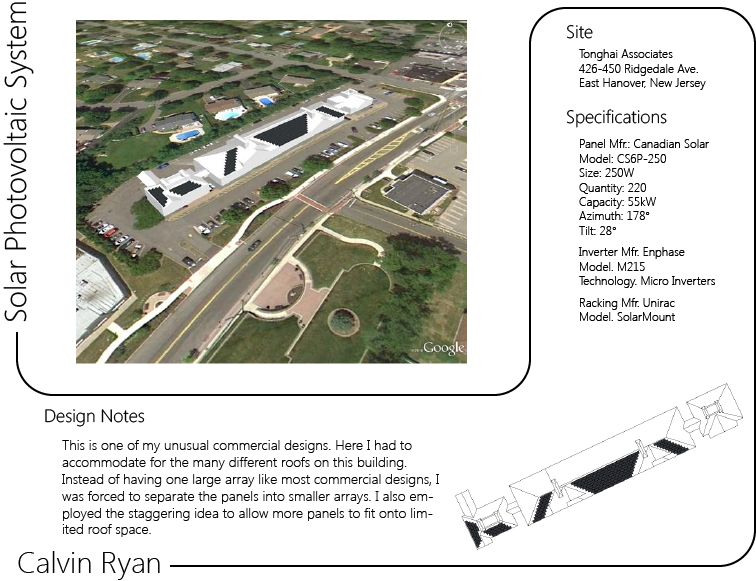 Solar Photovoltaic System
Google
Site
Tonghai Associates
426-450 Ridgedale Ave.
East Hanover, New Jersey
Specifications
Panel Mfr.: Canadian Solar
Model: CS6P-250
Size: 250W
Quantity: 220
Capacity: 55kW
Azimuth: 178°
Tilt: 28°
Inverter Mfr. Enphase
Model. M215
Technology. Micro Inverters
Racking Mfr. Unirac
Model. SolarMount
Design Notes
This is one of my unusual commercial designs. Here I had to
accommodate for the many different roofs on this building.
Instead of having one large array like most commercial designs, I
was forced to separate the panels into smaller arrays. I also em-
ployed the staggering idea to allow more panels to fit onto lim-
ited roof space.
Calvin Ryan